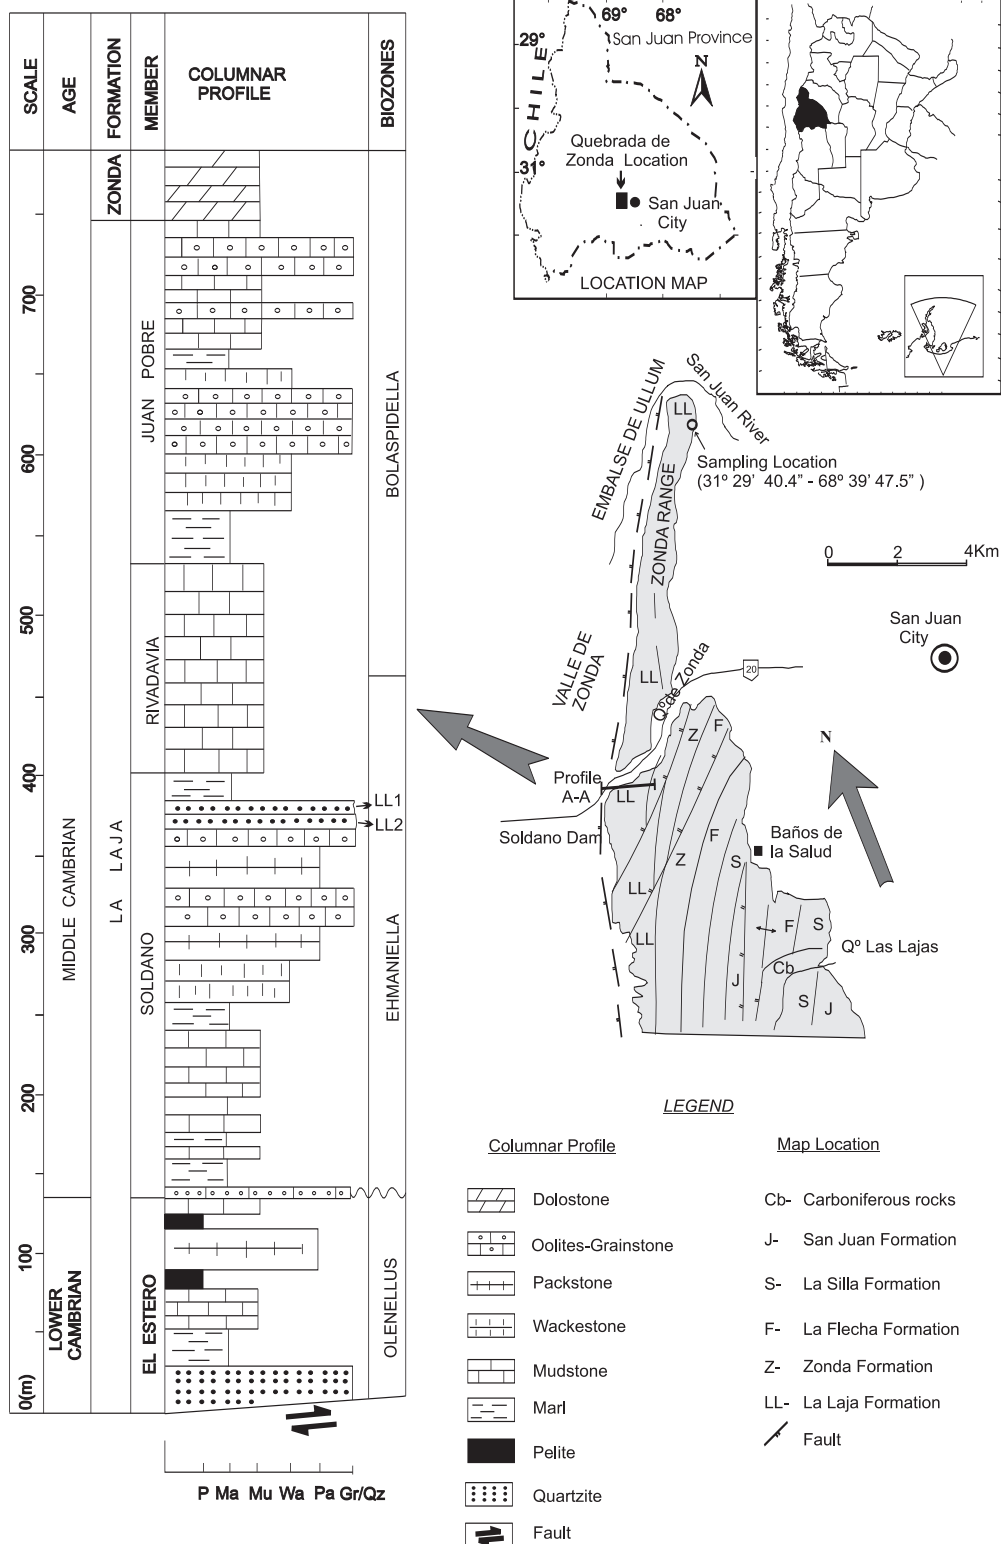 SCALE
AGE
FORMATION
MEMBER
COLUMNAR
PROFILE
BIOZONES
ZONDA
700
600
500
400
300
200
100
0(m)
MIDDLE CAMBRIAN
LOWER
CAMBRIAN
LA LAJA
JUAN POBRE
RIVADAVIA
SOLDANO
EL ESTERO
LL1
LL2
BOLASPIDELLA
EHMANIELLA
OLENELLUS
P Ma Mu Wa Pa Gr/Qz
69° 68°
29°
San Juan Province
CHILE
N
Quebrada de
Zonda Location
31°
San Juan
City
LOCATION MAP
EMBALSE DE ULLUM
San Juan River
LL
Sampling Location
(31º 29' 40.4" - 68º 39' 47.5" )
ZONDA RANGE
0 2 4Km
San Juan
City
VALLE DE
ZONDA
LL
Qº de Zonda
20
Z F
N
Profile
A-A
LL
Soldano Dam
F
Baños de
la Salud
Z S
LL
F S
LL
Qº Las Lajas
Cb
J
S J
LEGEND
Columnar Profile
Dolostone
Oolites-Grainstone
Packstone
Wackestone
Mudstone
Marl
Pelite
Quartzite
Fault
Map Location
Cb- Carboniferous rocks
J- San Juan Formation
S- La Silla Formation
F- La Flecha Formation
Z- Zonda Formation
LL- La Laja Formation
Fault